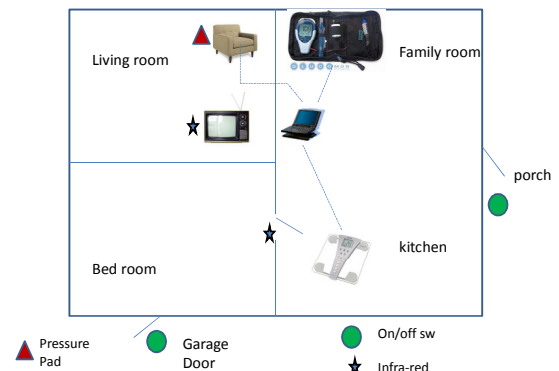 Living room
Family room
porch
kitchen
Bed room
Pressure
Pad
Garage
Door
On/off sw
Infra-red